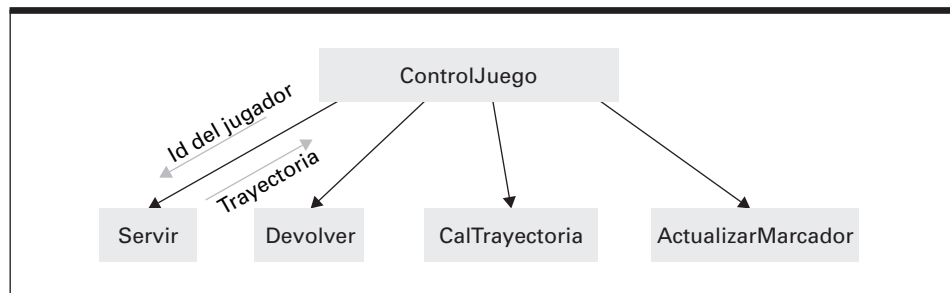 ControlJuego
Id del jugador
Trayectoria
Servir
Devolver
CalTrayectoria
ActualizarMarcador